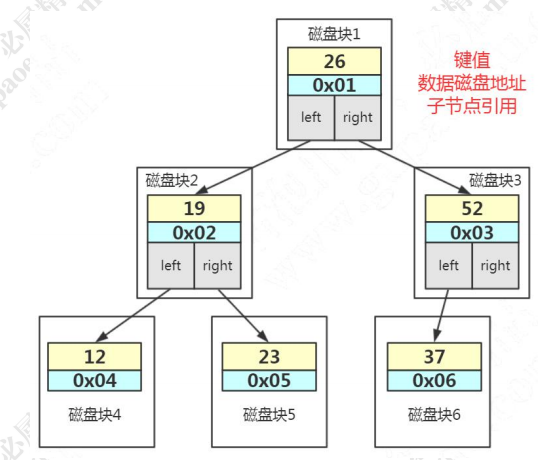 磁盘块1
26
0x01
left right
键值
数据磁盘地址
子节点引用
磁盘块2
19
0x02
left right
磁盘块3
52
0x03
left right
12
0x04
磁盘块4
23
0x05
磁盘块5
37
0x06
磁盘块6